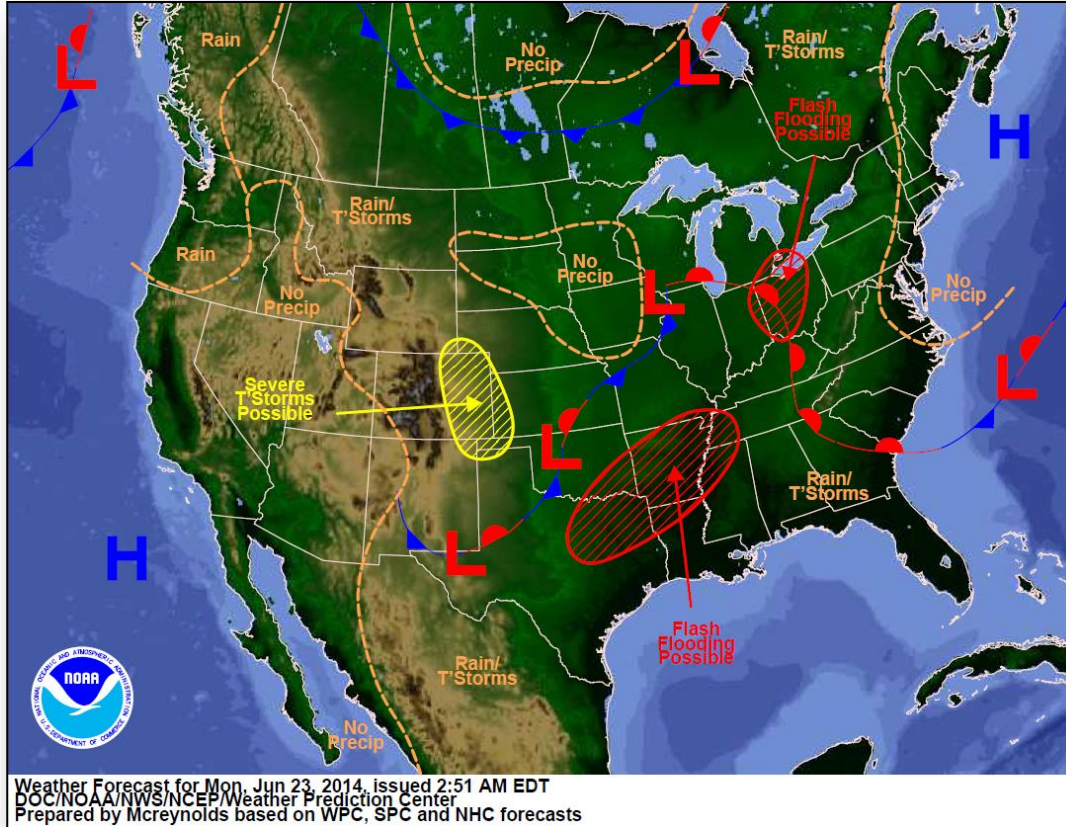 Rain
No
Precip
Rain/
T'Storms
Flash
Flooding
Possible
L
L
H
Rain/
T'Storms
Rain
No
Precip
No
Precip
No
Precip
L
L
Severe
T'Storms
Possible
L
Rain/
T'Storms
H
L
Flash
Flooding
Possible
Rain/
T'Storms
No
Precip
NATIONAL OCEANIC AND ATMOSPHERIC ADMINISTRATION
NOAA
U.S. DEPARTMENT OF COMMERCE
Weather Forecast for Mon, Jun 23, 2014, issued 2:51 AM EDT
DOC/NOAA/NWS/NCEP/Weather Prediction Center
Prepared by Mcreynolds based on WPC, SPC and NHC forecasts